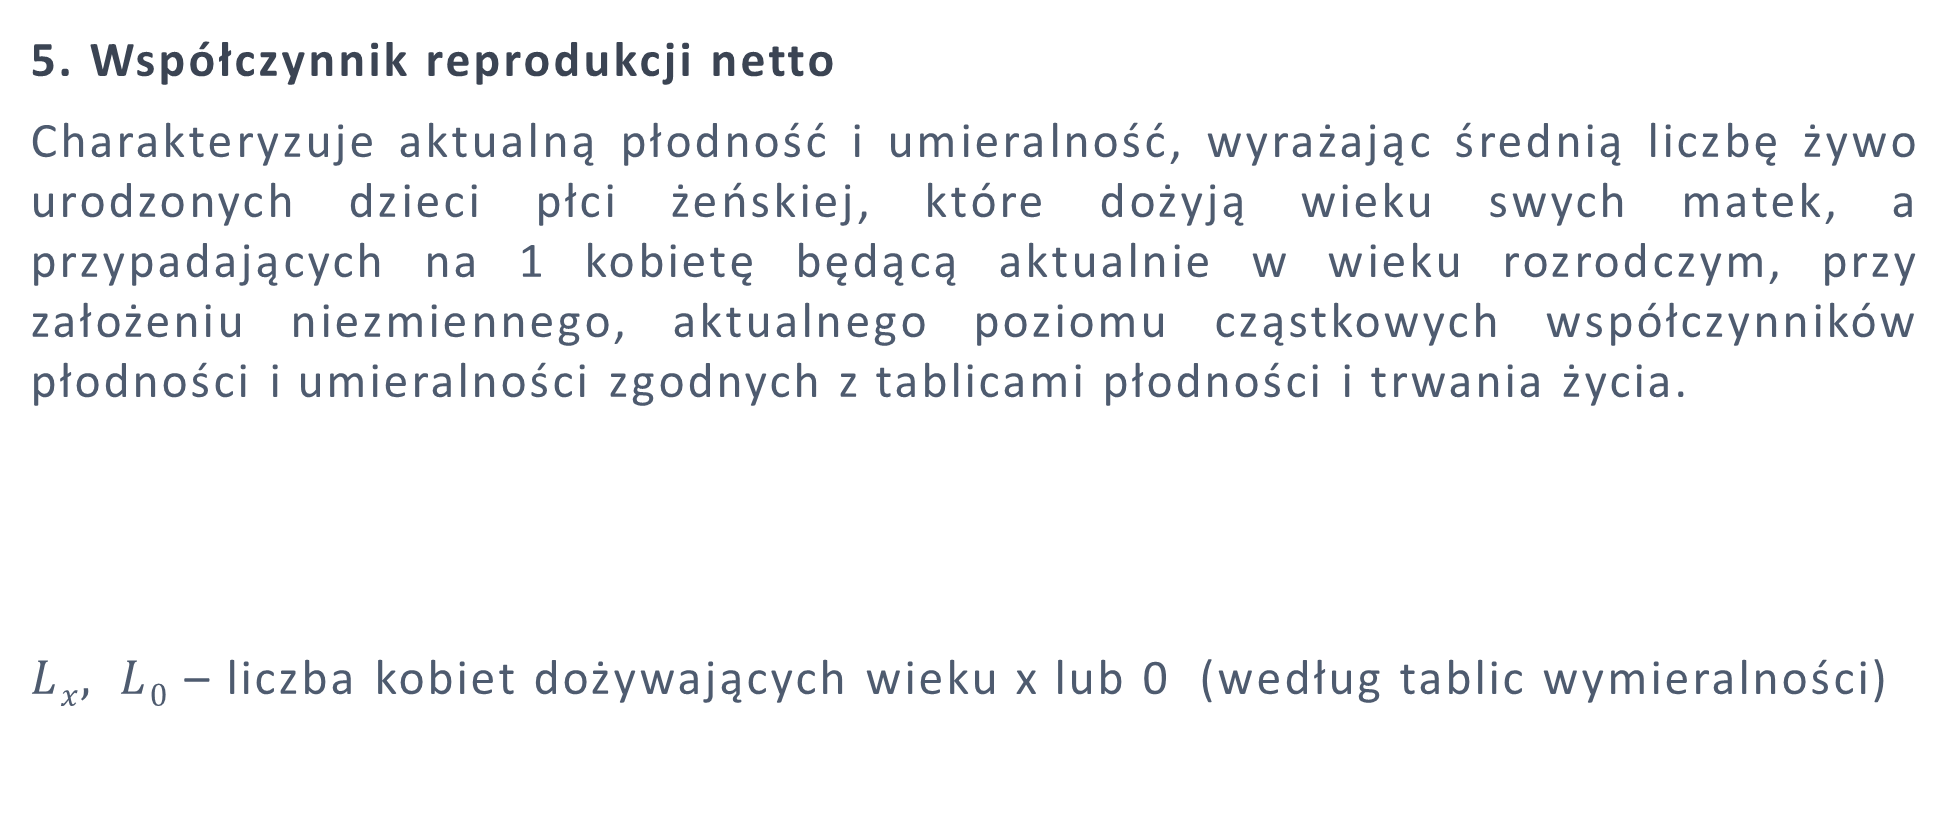 5. Współczynnik reprodukcji netto
Charakteryzuje aktualną płodność i umieralność, wyrażając średnią liczbę żywo
urodzonych dzieci płci żeńskiej, które dożyją wieku swych matek, a
przypadających na 1 kobietę będącą aktualnie w wieku rozrodczym, przy
założeniu niezmiennego, aktualnego poziomu cząstkowych współczynników
płodności i umieralności zgodnych z tablicami płodności i trwania życia.
Lₓ, L₀ – liczba kobiet dożywających wieku x lub 0 (według tablic wymieralności)